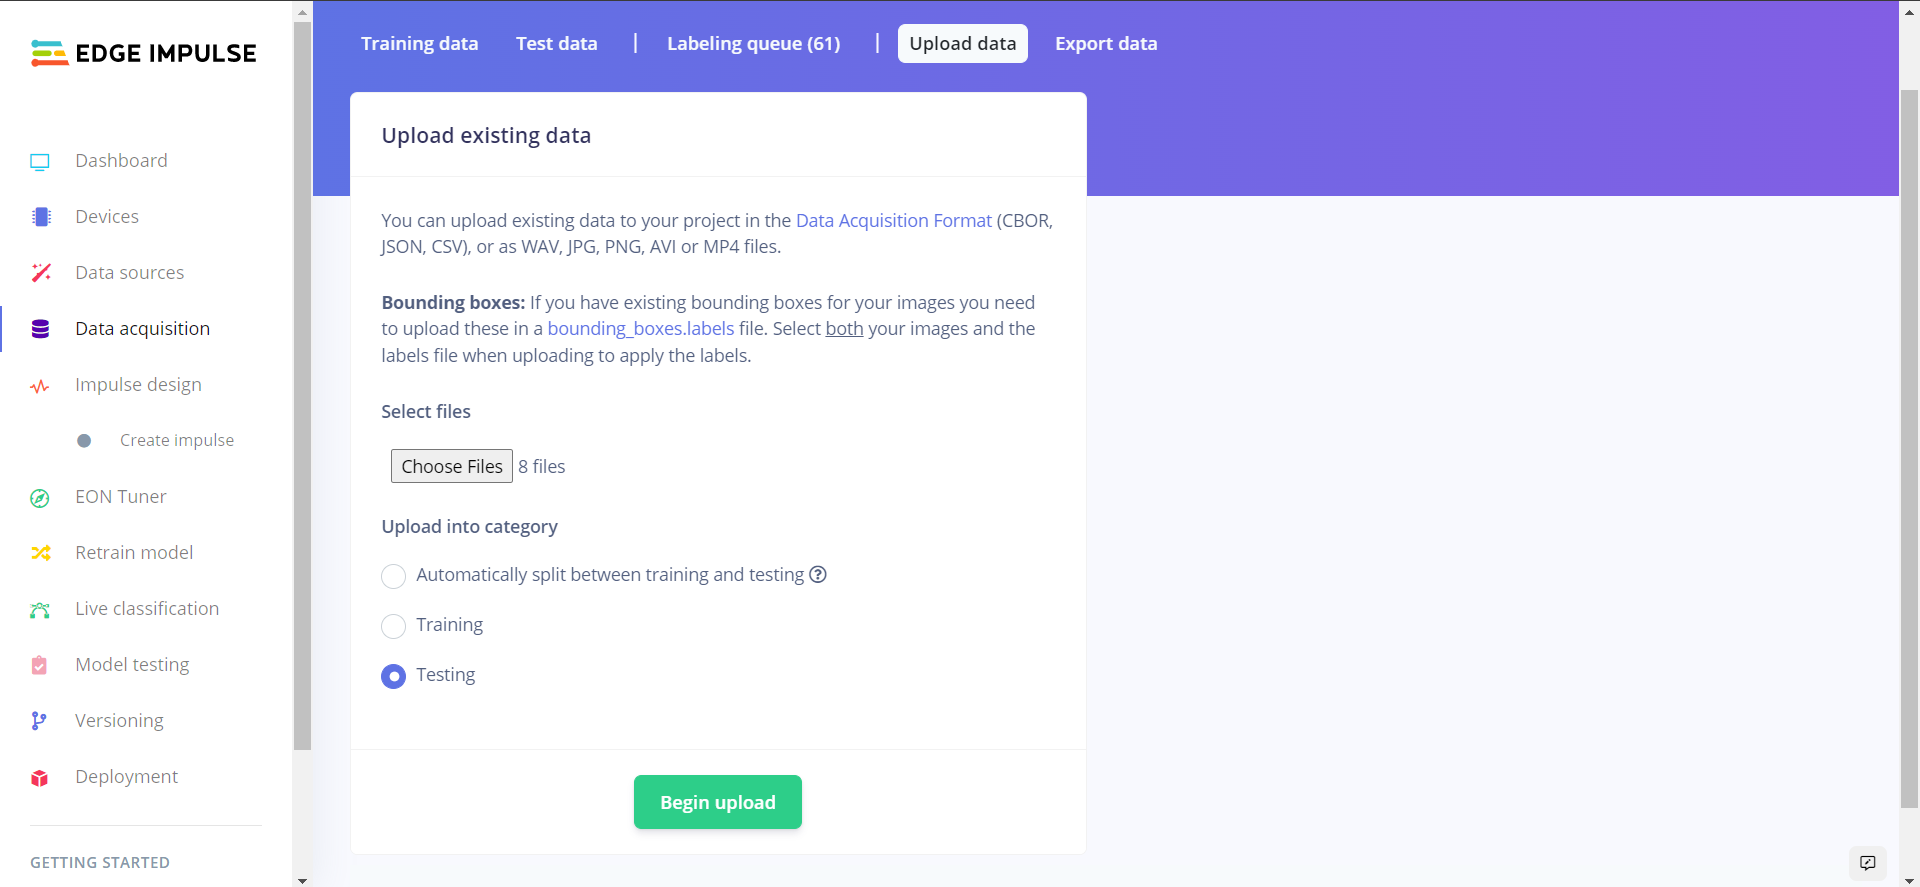 EDGE IMPULSE
Dashboard
Devices
Data sources
Data acquisition
Impulse design
Create impulse
EON Tuner
Retrain model
Live classification
Model testing
Versioning
Deployment
GETTING STARTED
Training data Test data | Labeling queue (61) | Upload data Export data
Upload existing data
You can upload existing data to your project in the Data Acquisition Format (CBOR,
JSON, CSV), or as WAV, JPG, PNG, AVI or MP4 files.
Bounding boxes: If you have existing bounding boxes for your images you need
to upload these in a bounding_boxes.labels file. Select both your images and the
labels file when uploading to apply the labels.
Select files
Choose Files 8 files
Upload into category
Automatically split between training and testing ?
Training
Testing
Begin upload